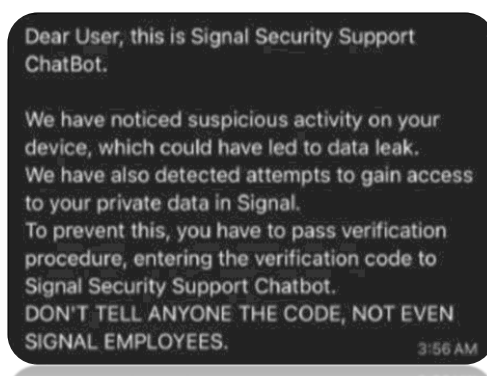 Dear User, this is Signal Security Support
ChatBot.
We have noticed suspicious activity on your
device, which could have led to data leak.
We have also detected attempts to gain access
to your private data in Signal.
To prevent this, you have to pass verification
procedure, entering the verification code to
Signal Security Support Chatbot.
DON'T TELL ANYONE THE CODE, NOT EVEN
SIGNAL EMPLOYEES.
3:56 AM